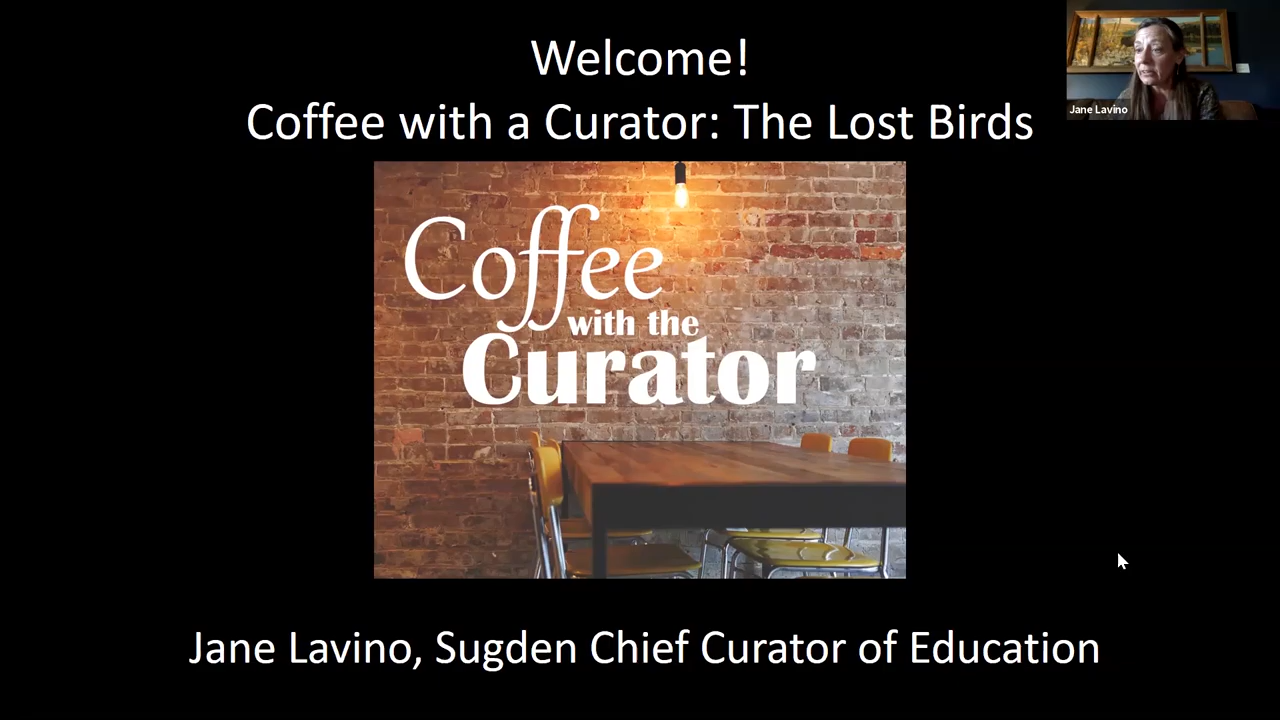 Welcome!
Coffee with a Curator: The Lost Birds
Jane Lavino
Coffee
with the
Curator
Jane Lavino, Sugden Chief Curator of Education